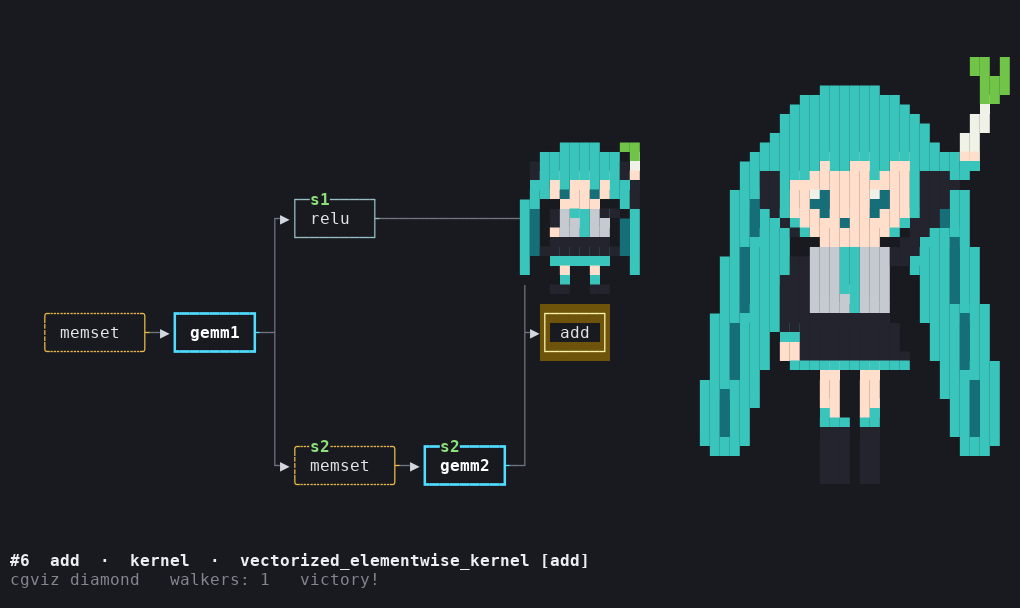 s1
relu
memset
gemm1
add
s2
memset
s2
gemm2
#6  add  ·  kernel  ·  vectorized_elementwise_kernel [add]
cgviz diamond   walkers: 1   victory!